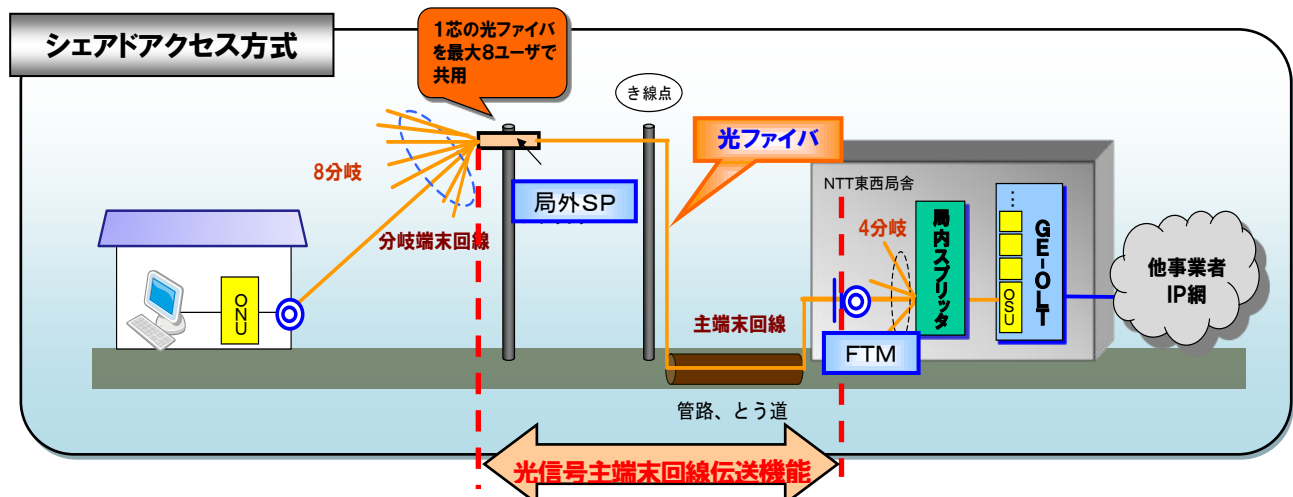 シェアドアクセス方式
1芯の光ファイバ
を最大8ユーザで
共用
き線点
光ファイバ
NTT東西局舎
8分岐
局外SP
分岐端末回線
4分岐
局内スプリッタ
…
GE-OLT
OSU
他事業者
IP網
ONU
主端末回線
FTM
管路、とう道
光信号主端末回線伝送機能